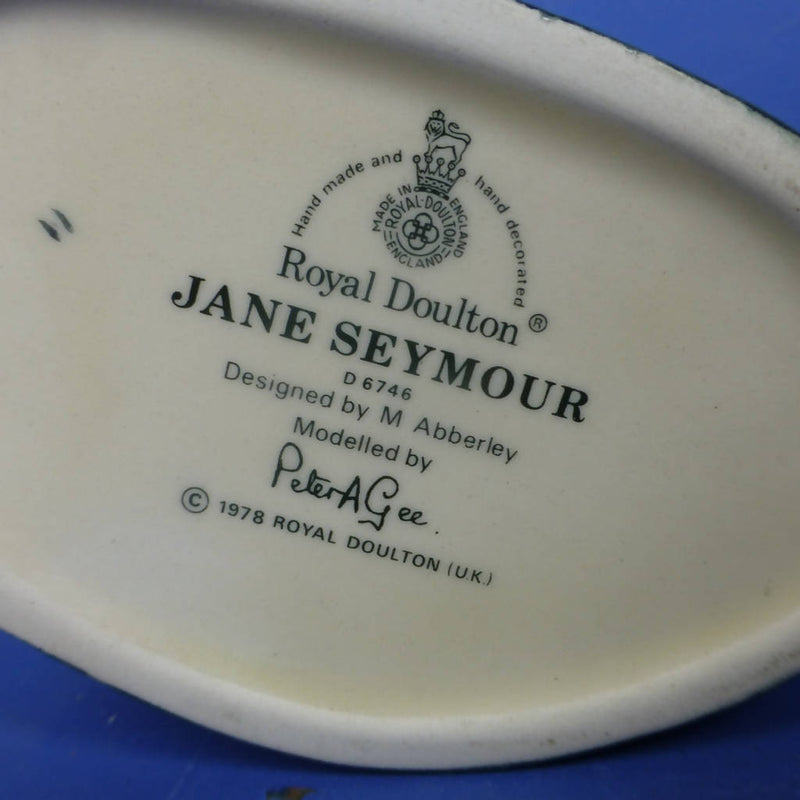 Hand made and hand decorated
MADE IN ENGLAND
ROYAL·DOULTON
ENGLAND
Royal Doulton ®
JANE SEYMOUR
D 6746
Designed by M Abberley
Modelled by
Peter A Gee.
© 1978 ROYAL DOULTON (U.K.)